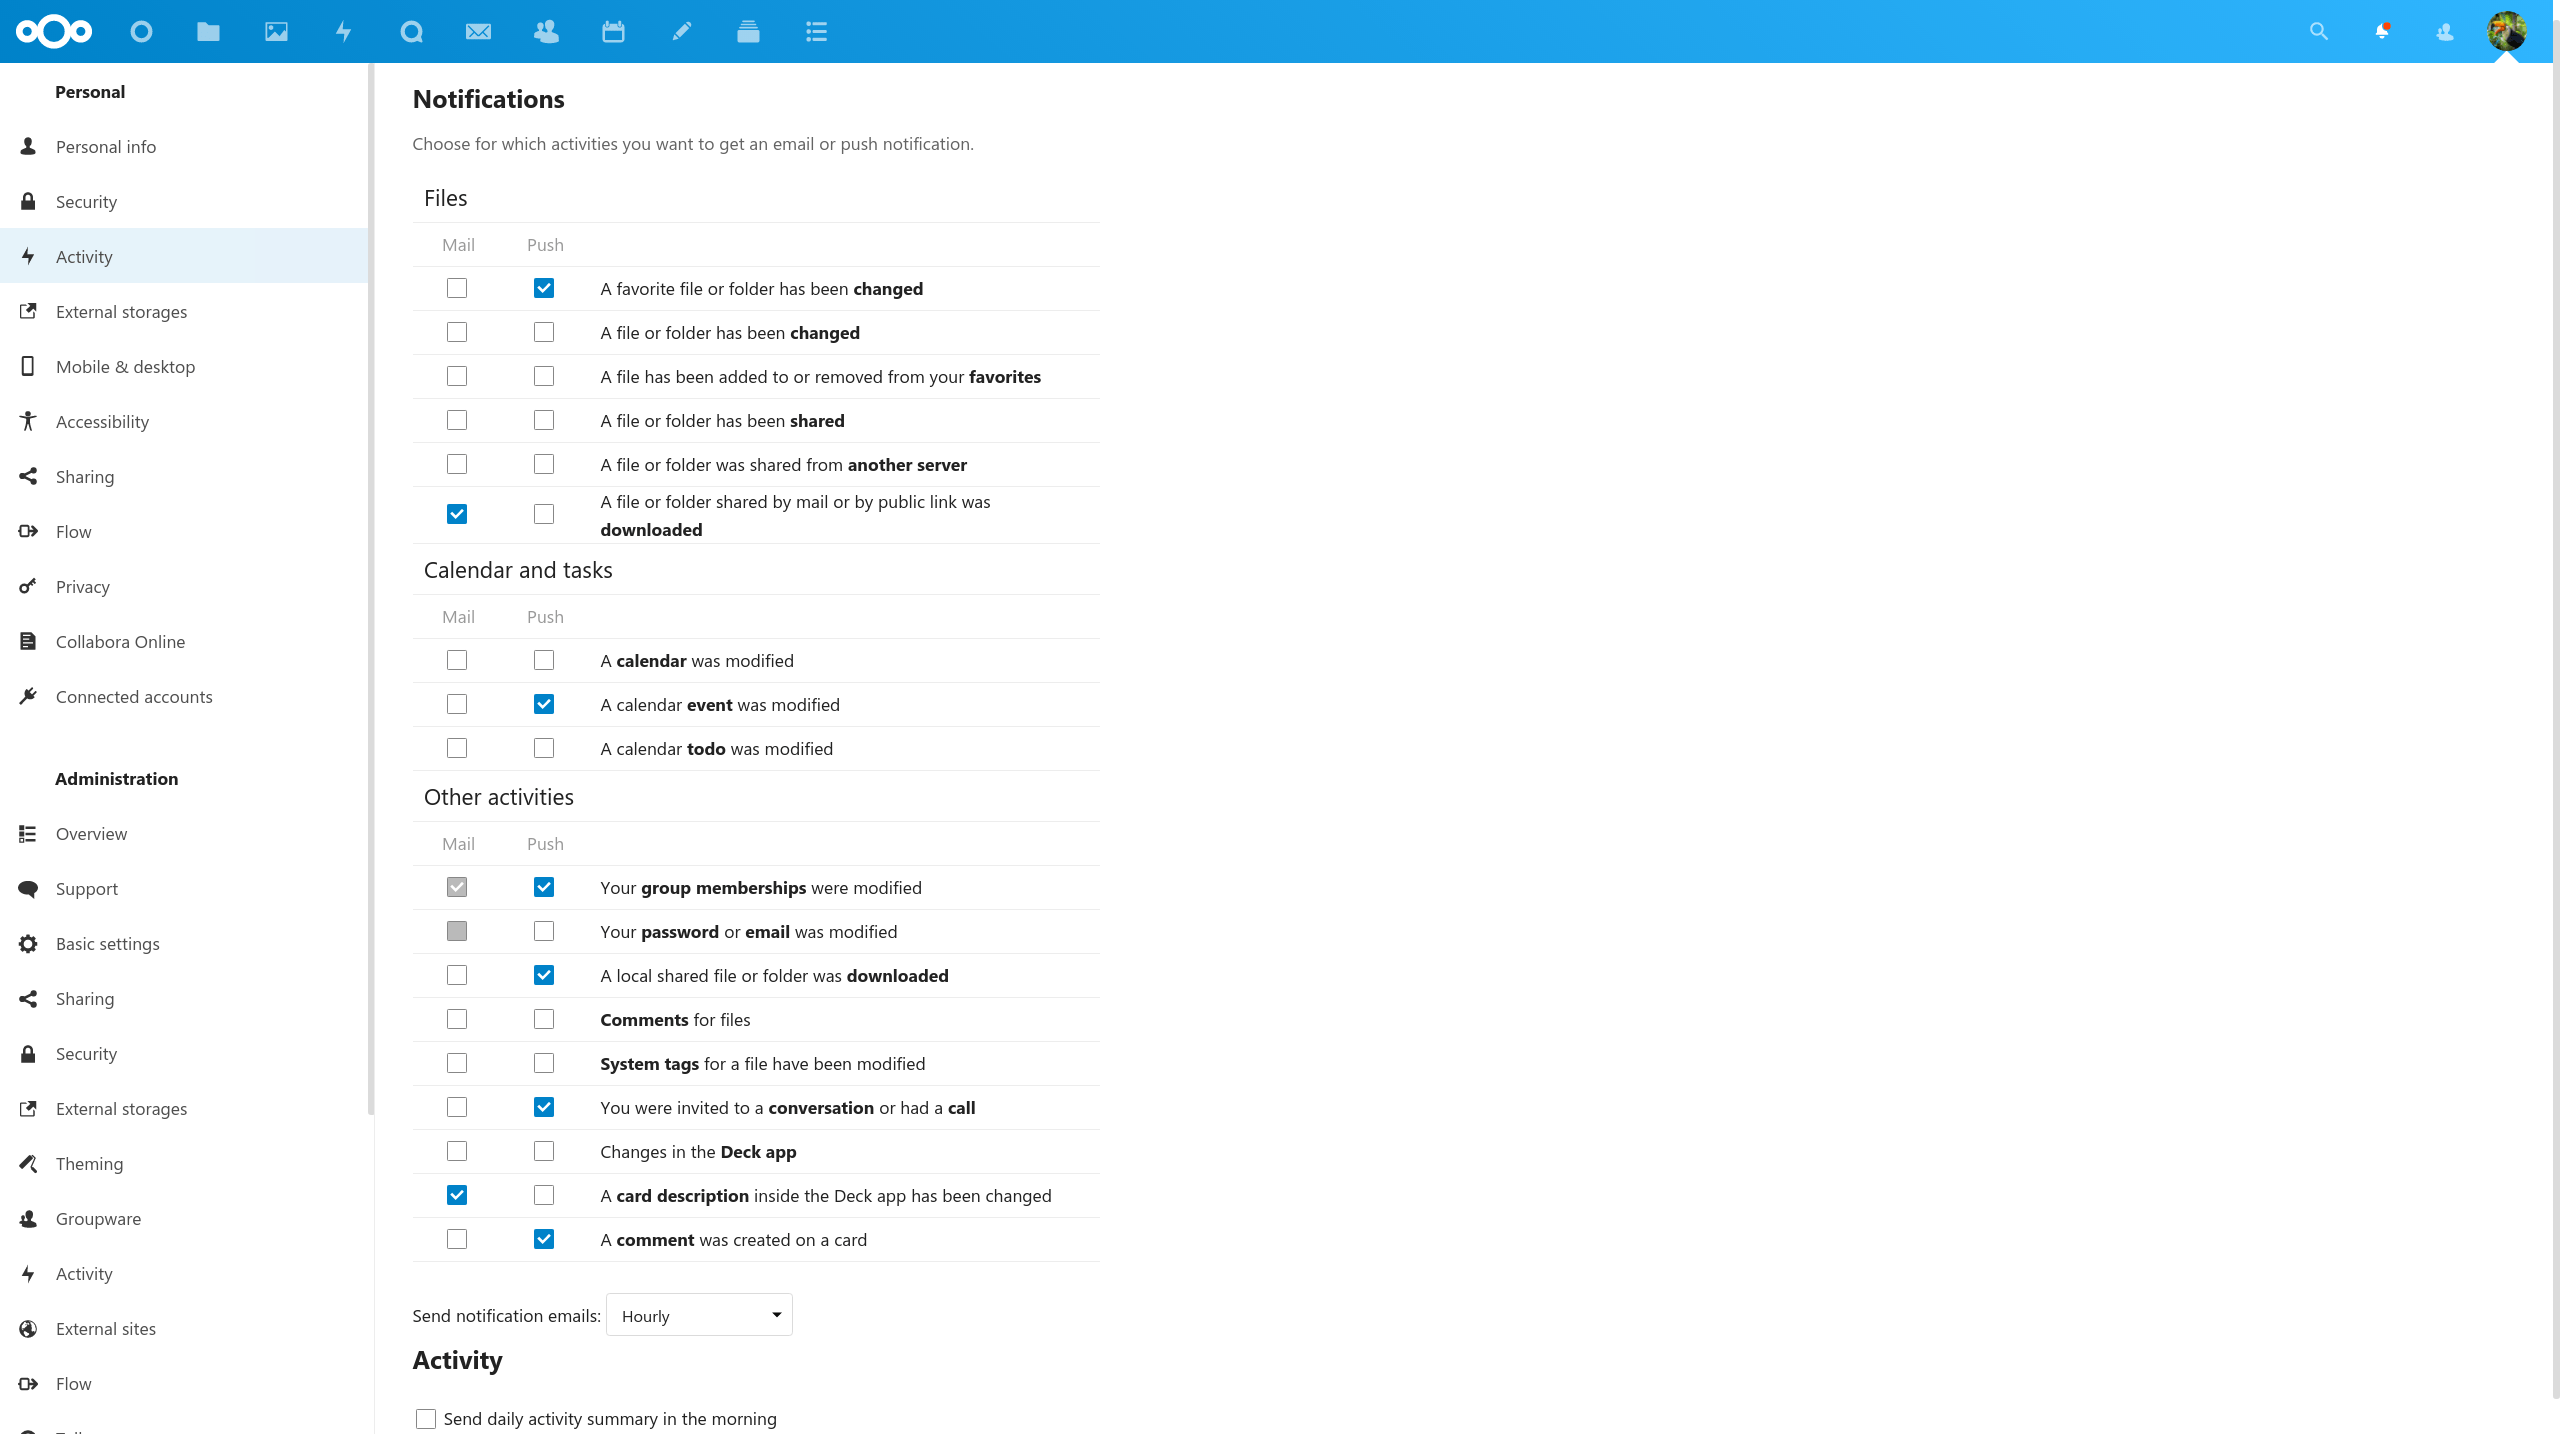 Personal
Personal info
Security
Activity
External storages
Mobile & desktop
Accessibility
Sharing
Flow
Privacy
Collabora Online
Connected accounts
Administration
Overview
Support
Basic settings
Sharing
Security
External storages
Theming
Groupware
Activity
External sites
Flow
Notifications
Choose for which activities you want to get an email or push notification.
Files
Mail Push
A favorite file or folder has been changed
A file or folder has been changed
A file has been added to or removed from your favorites
A file or folder has been shared
A file or folder was shared from another server
A file or folder shared by mail or by public link was
downloaded
Calendar and tasks
Mail Push
A calendar was modified
A calendar event was modified
A calendar todo was modified
Other activities
Mail Push
Your group memberships were modified
Your password or email was modified
A local shared file or folder was downloaded
Comments for files
System tags for a file have been modified
You were invited to a conversation or had a call
Changes in the Deck app
A card description inside the Deck app has been changed
A comment was created on a card
Send notification emails: Hourly
Activity
Send daily activity summary in the morning